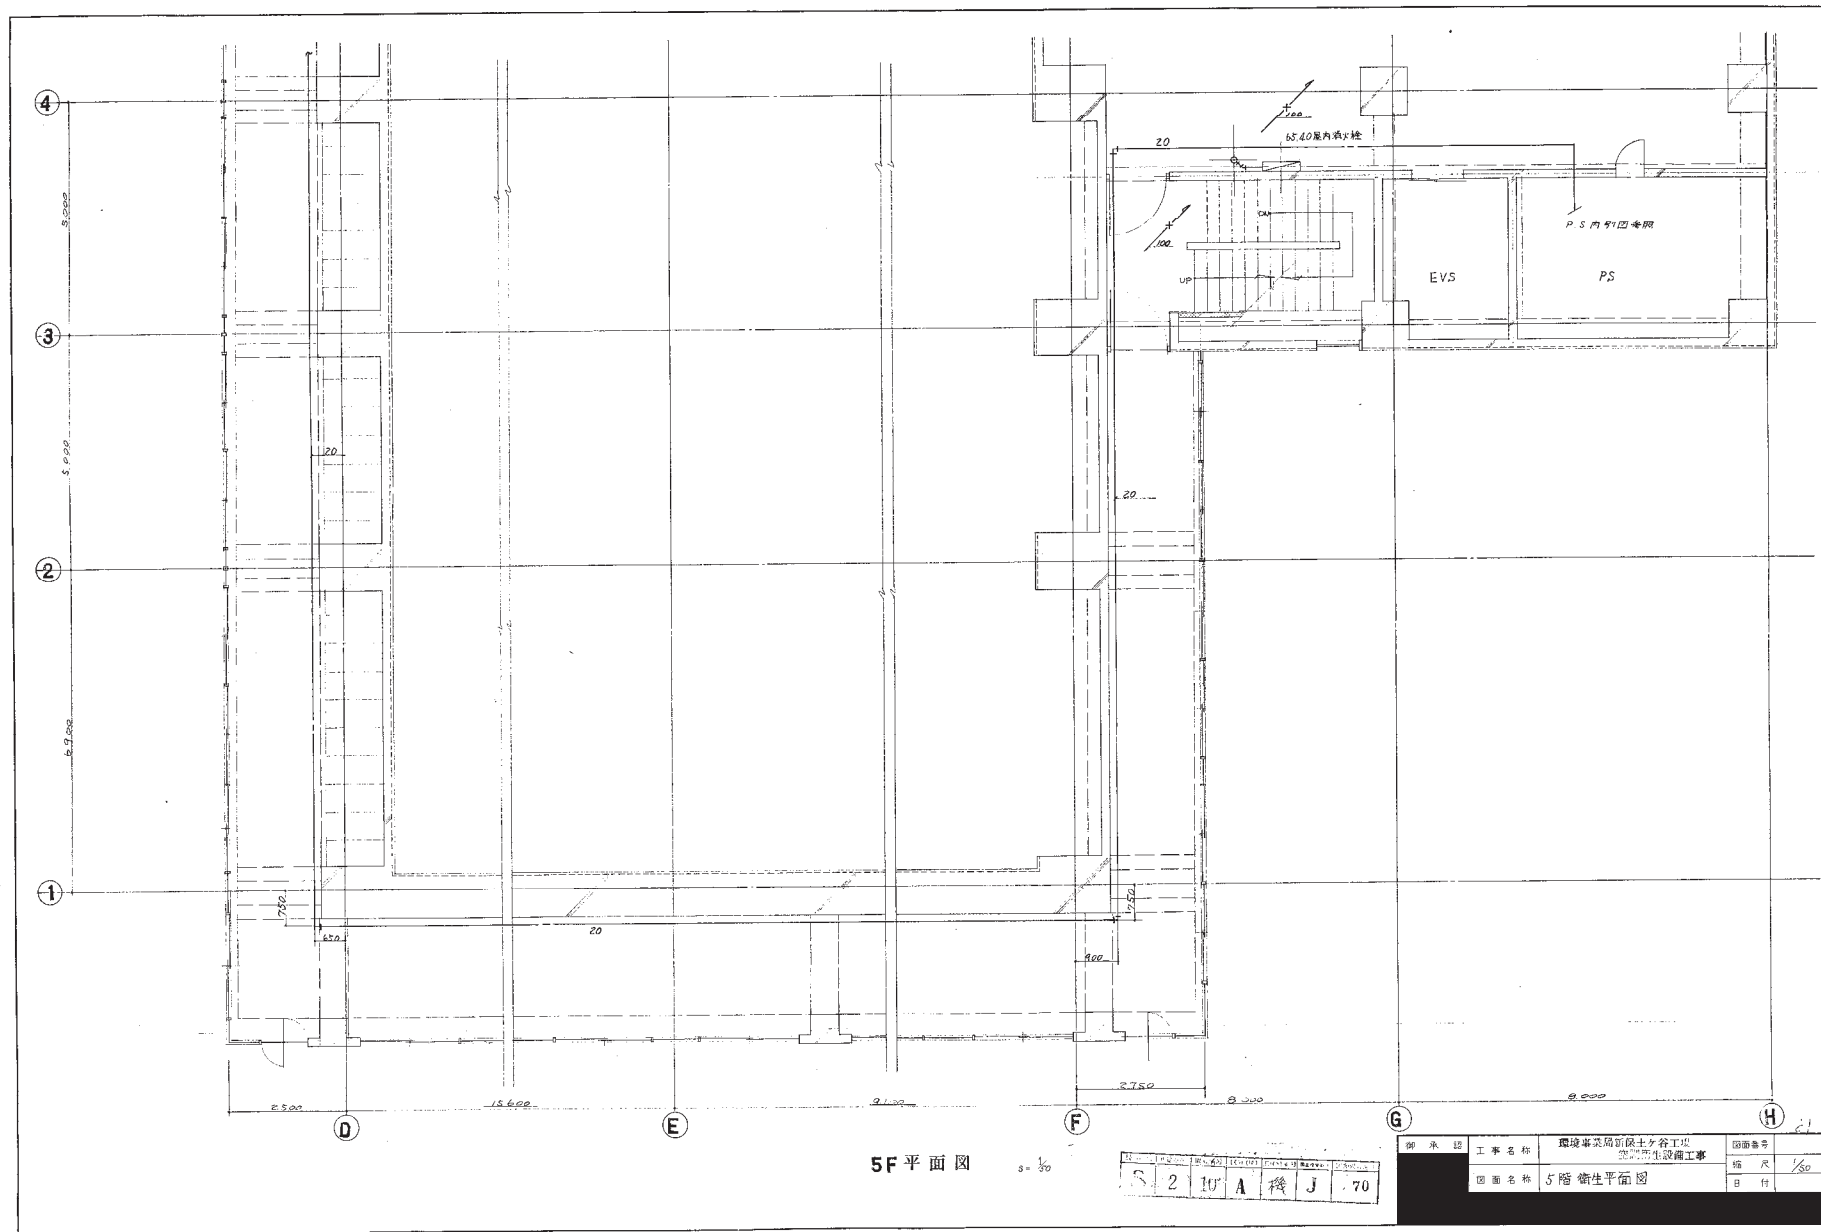 4
100
65.40屋内消火栓
20
5.000
DN
P.S内別図参照
100
EVS
PS
UP
3
20
5.000
20
2
6.900
1
750
750
20
650
900
2.750
2.500
15.600
9.100
8.000
8.000
D
E
F
G
H
5F 平面図
S= 1/50
S 2 10 A 機 J 70
御承認
工事名称
環境事業局新保土ケ谷工場
空調衛生設備工事
図面番号
縮尺 1/50
図面名称 5階 衛生平面図
日付